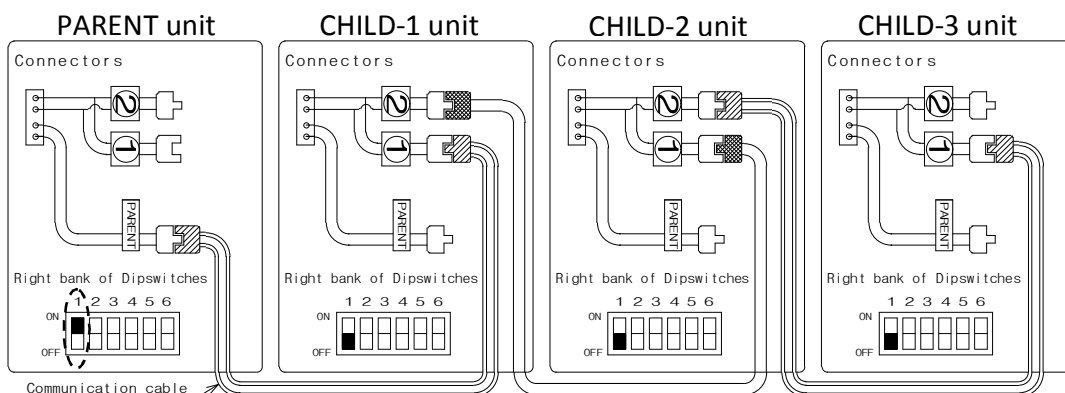 PARENT unit
Connectors
2
1
PARENT
Right bank of Dipswitches
1 2 3 4 5 6
ON
OFF
Communication cable
CHILD-1 unit
Connectors
2
1
PARENT
Right bank of Dipswitches
1 2 3 4 5 6
ON
OFF
CHILD-2 unit
Connectors
2
1
PARENT
Right bank of Dipswitches
1 2 3 4 5 6
ON
OFF
CHILD-3 unit
Connectors
2
1
PARENT
Right bank of Dipswitches
1 2 3 4 5 6
ON
OFF